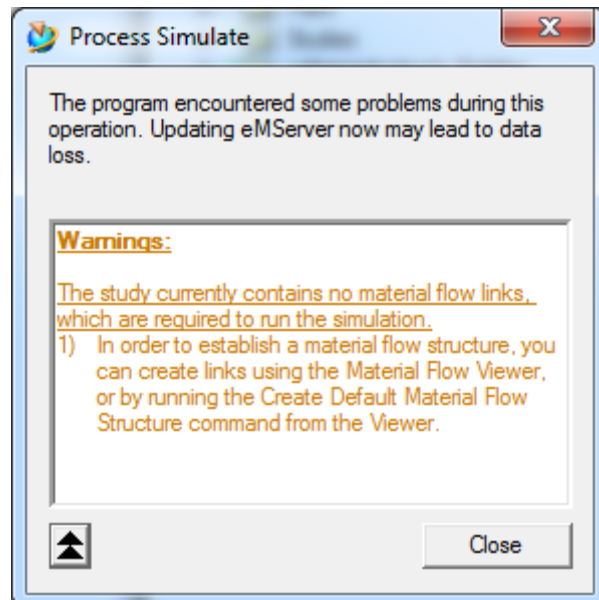 Process Simulate
The program encountered some problems during this
operation. Updating eMServer now may lead to data
loss.
Warnings:
The study currently contains no material flow links,
which are required to run the simulation.
1) In order to establish a material flow structure, you
can create links using the Material Flow Viewer,
or by running the Create Default Material Flow
Structure command from the Viewer.
Close